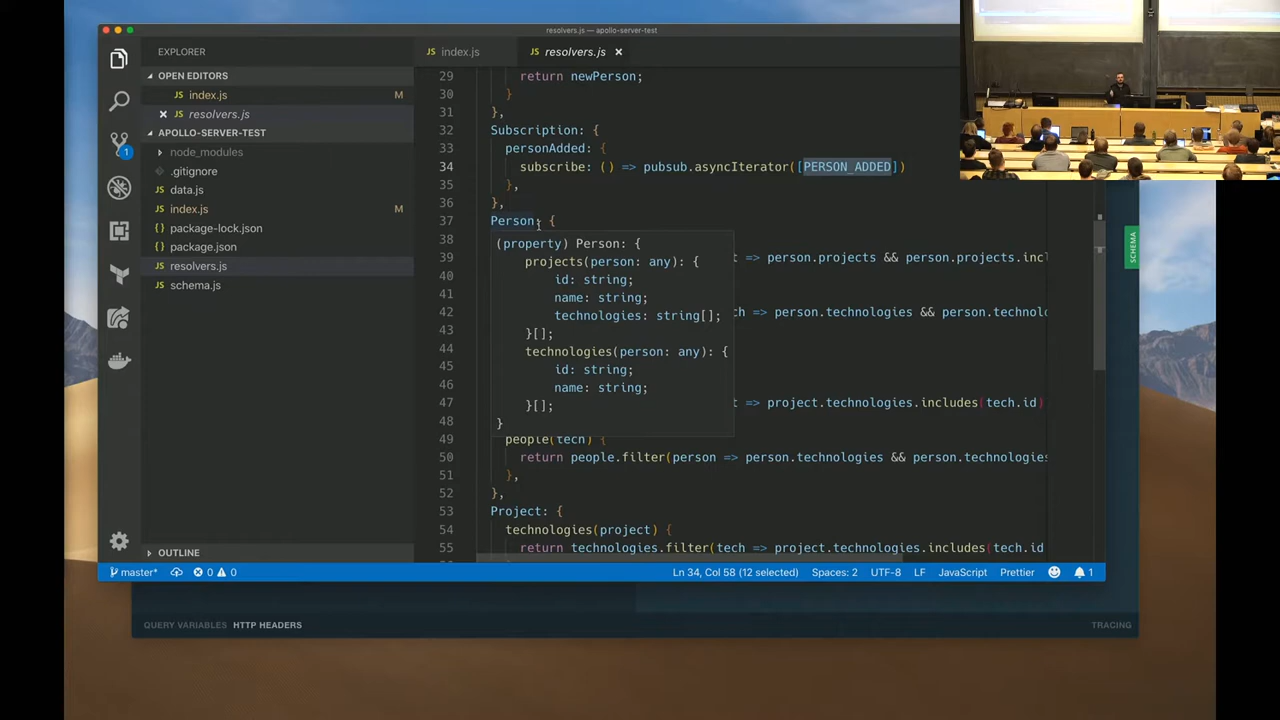 resolvers.js — apollo-server-test
EXPLORER
OPEN EDITORS
index.js M
resolvers.js
APOLLO-SERVER-TEST
node_modules
.gitignore
data.js
index.js M
package-lock.json
package.json
resolvers.js
schema.js
OUTLINE
1
index.js
resolvers.js
29 return newPerson;
30 }
31 },
32 Subscription: {
33 personAdded: {
34 subscribe: () => pubsub.asyncIterator([PERSON_ADDED])
35 },
36 },
37 Person: {
38
(property) Person: {
39 projects(person: any): {
t => person.projects && person.projects.incl
40 id: string;
41 name: string;
42 technologies: string[];
tech => person.technologies && person.technolo
43 }[];
44 technologies(person: any): {
45 id: string;
46 name: string;
47 }[];
t => project.technologies.includes(tech.id)
48 }
49 people(tech) {
50 return people.filter(person => person.technologies && person.technologies
51 },
52 },
53 Project: {
54 technologies(project) {
55 return technologies.filter(tech => project.technologies.includes(tech.id
master* 0 0
Ln 34, Col 58 (12 selected)
Spaces: 2
UTF-8
LF
JavaScript
Prettier
1
SCHEMA
QUERY VARIABLES HTTP HEADERS
TRACING